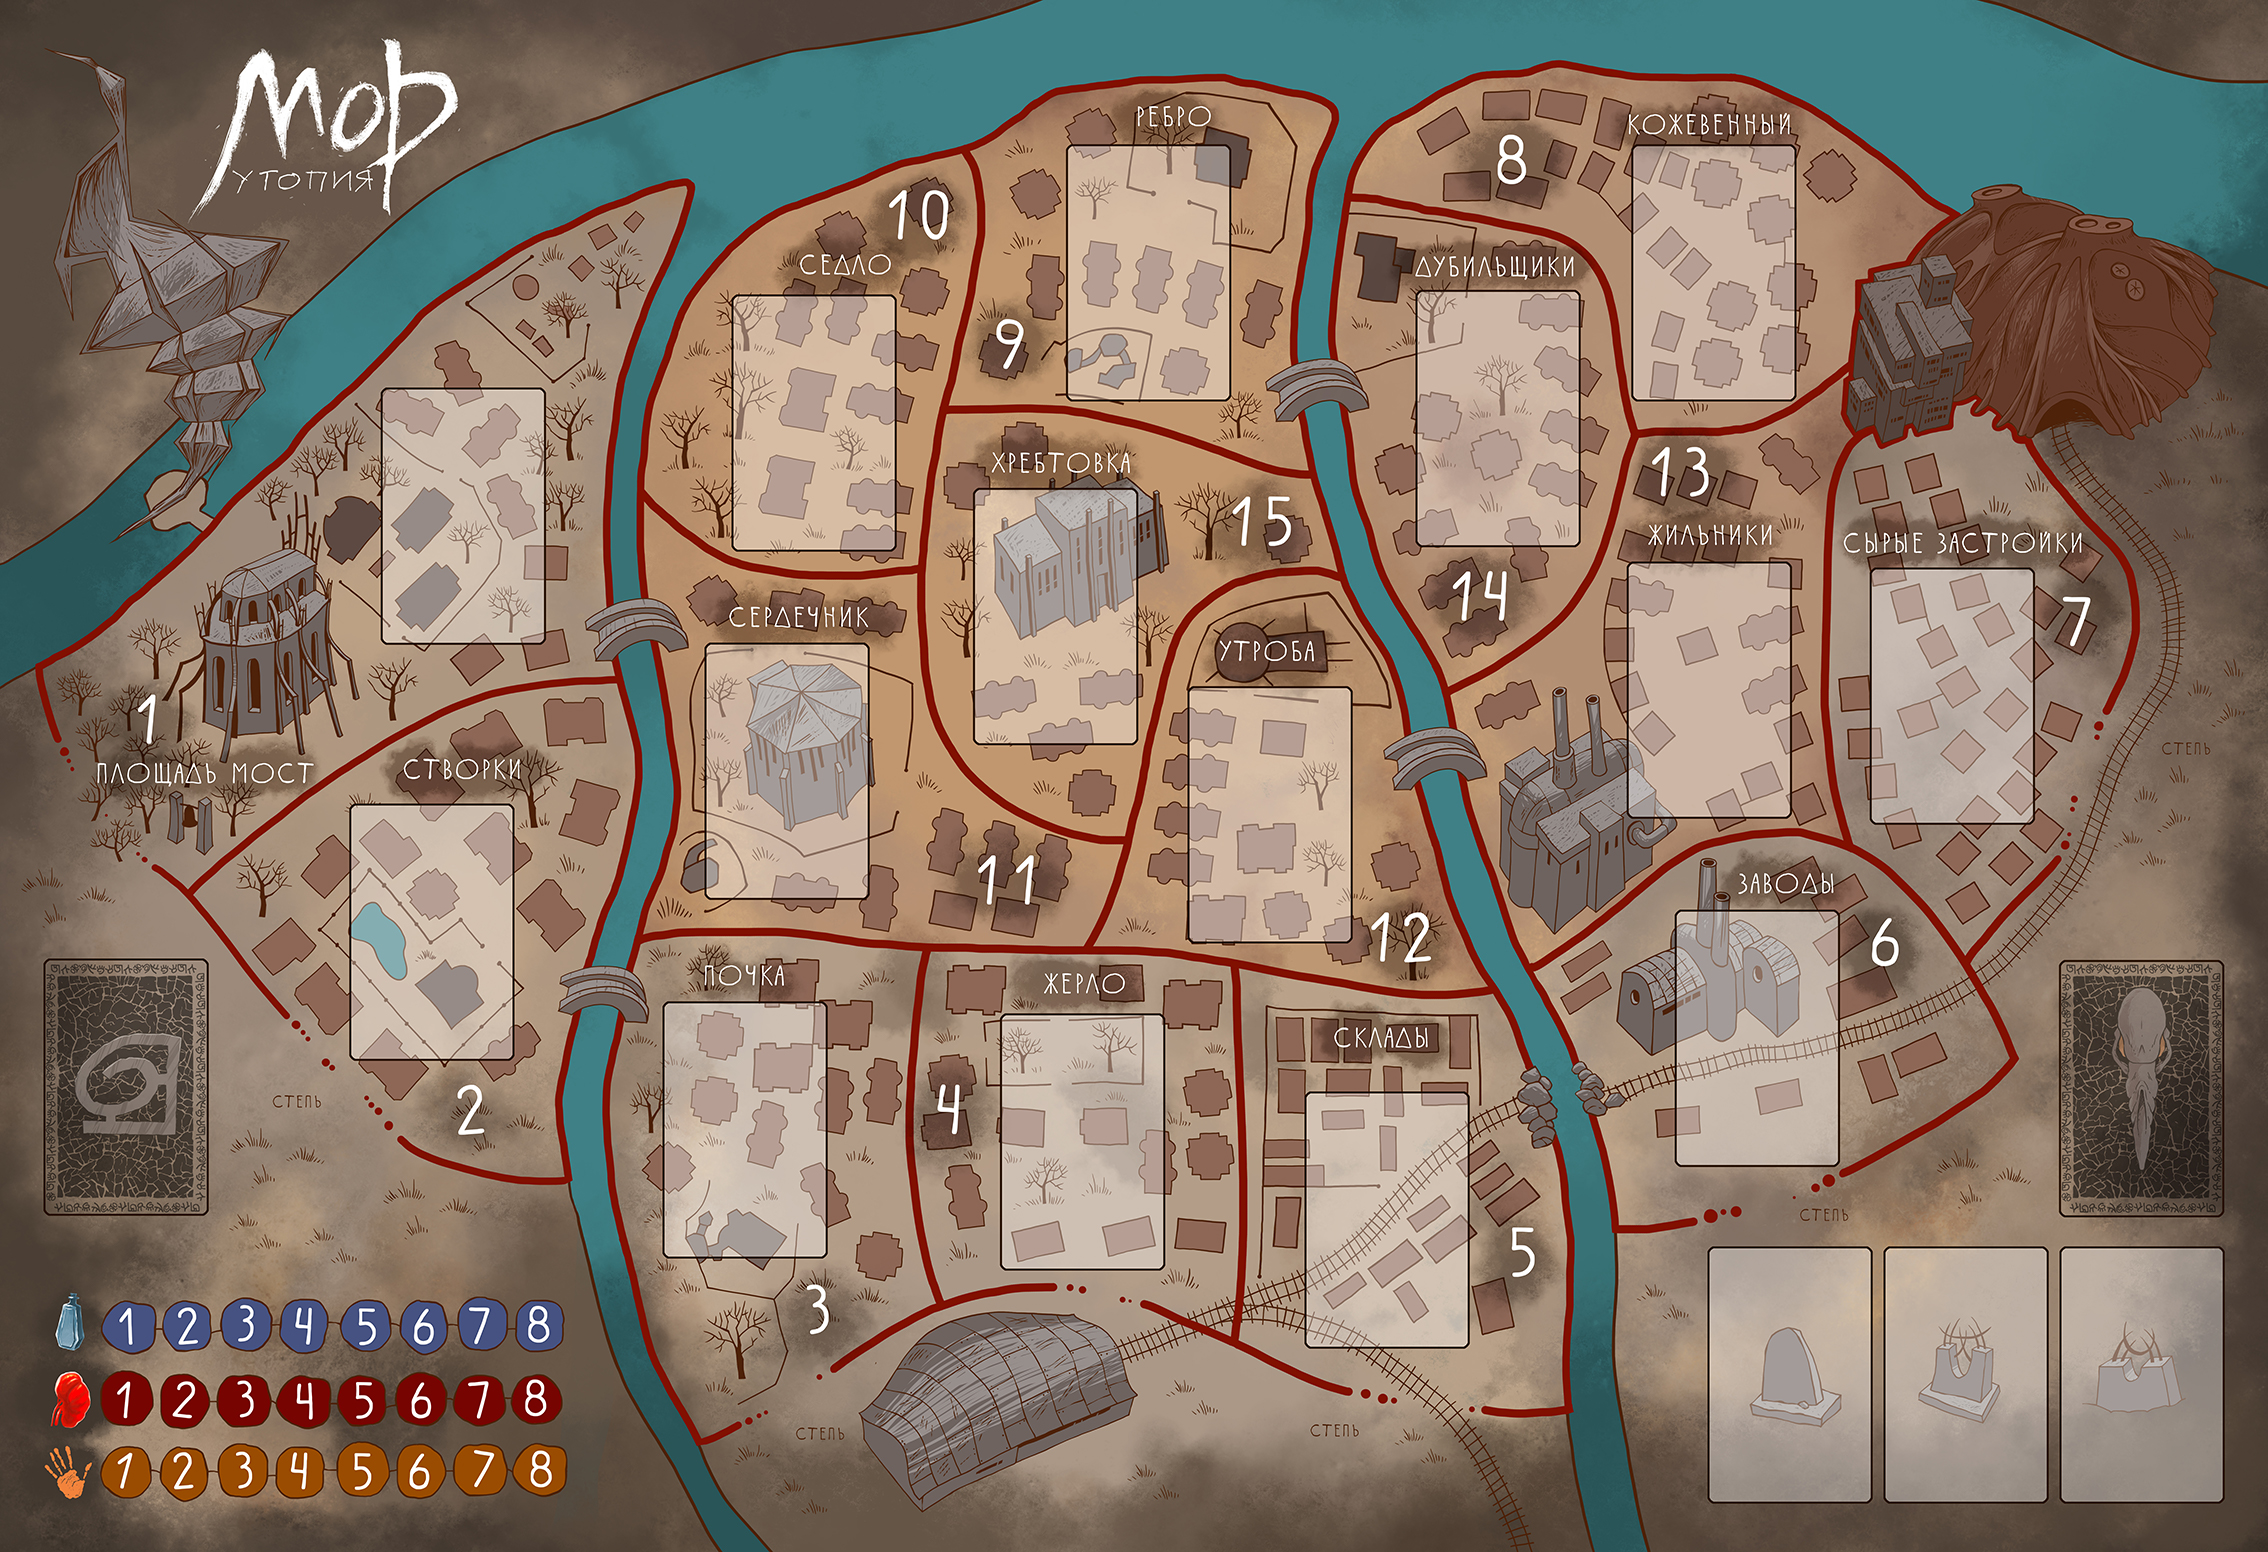 Мор
УТОПИЯ
РЕБРО
КОЖЕВЕННЫЙ
8
10
СЕДЛО
ДУБИЛЬЩИКИ
9
ХРЕБТОВКА
13
15
ЖИЛЬНИКИ
СЫРЫЕ ЗАСТРОЙКИ
14
7
СЕРДЕЧНИК
УТРОБА
1
ПЛОЩАДЬ МОСТ
СТВОРКИ
СТЕПЬ
11
12
ЗАВОДЫ
6
ПОЧКА
ЖЕРЛО
СКЛАДЫ
СТЕПЬ
2
4
3
5
СТЕПЬ
СТЕПЬ
СТЕПЬ
1 2 3 4 5 6 7 8
1 2 3 4 5 6 7 8
1 2 3 4 5 6 7 8